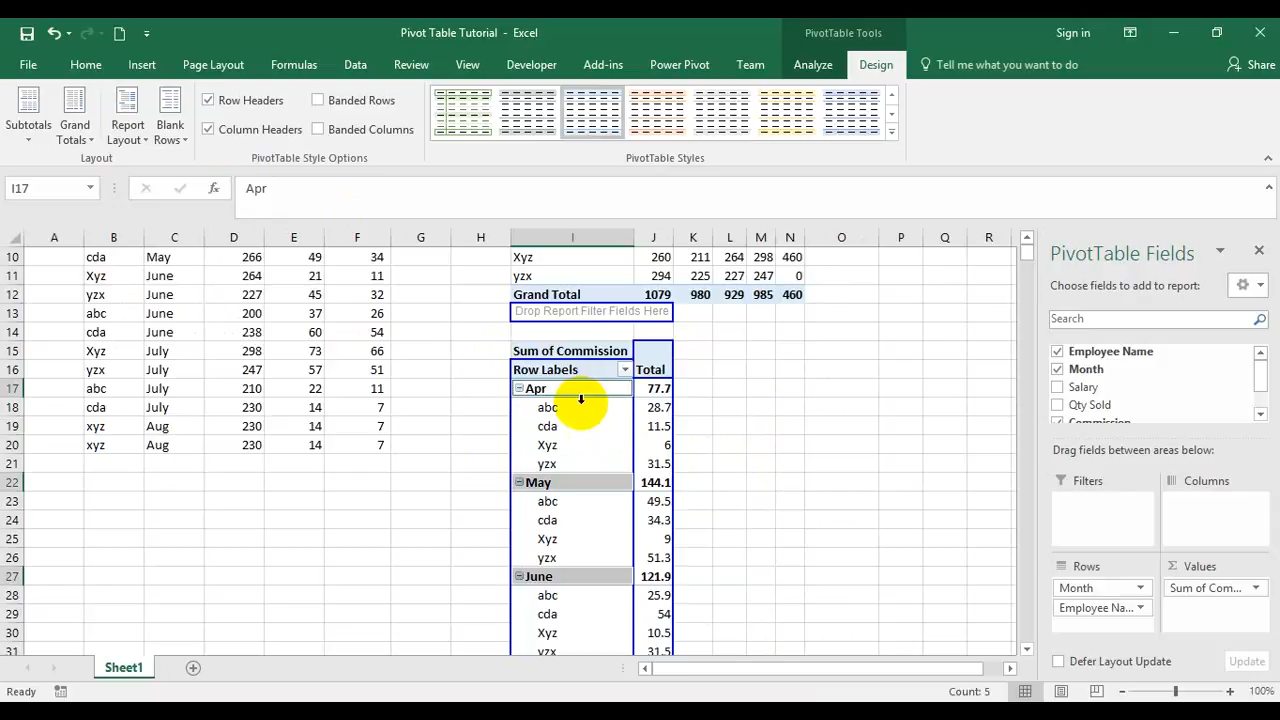 Pivot Table Tutorial - Excel
PivotTable Tools
Sign in
File Home Insert Page Layout Formulas Data Review View Developer Add-ins Power Pivot Team Analyze Design Tell me what you want to do Share
Subtotals
Grand Totals
Report Layout
Blank Rows
Layout
Row Headers
Banded Rows
Column Headers
Banded Columns
PivotTable Style Options
PivotTable Styles
I17
fx
Apr
A B C D E F G H I J K L M N O P Q R
10 cda May 266 49 34 Xyz 260 211 264 298 460
11 Xyz June 264 21 11 yzx 294 225 227 247 0
12 yzx June 227 45 32 Grand Total 1079 980 929 985 460
13 abc June 200 37 26 Drop Report Filter Fields Here
14 cda June 238 60 54
15 Xyz July 298 73 66 Sum of Commission
16 yzx July 247 57 51 Row Labels Total
17 abc July 210 22 11 Apr 77.7
18 cda July 230 14 7 abc 28.7
19 xyz Aug 230 14 7 cda 11.5
20 xyz Aug 230 14 7 Xyz 6
21 yzx 31.5
22 May 144.1
23 abc 49.5
24 cda 34.3
25 Xyz 9
26 yzx 51.3
27 June 121.9
28 abc 25.9
29 cda 54
30 Xyz 10.5
31 yzx 31.5
PivotTable Fields
Choose fields to add to report:
Search
Employee Name
Month
Salary
Qty Sold
Commission
Drag fields between areas below:
Filters
Columns
Rows
Values
Month
Employee Na...
Sum of Com...
Defer Layout Update
Update
Sheet1
Ready
Count: 5
100%